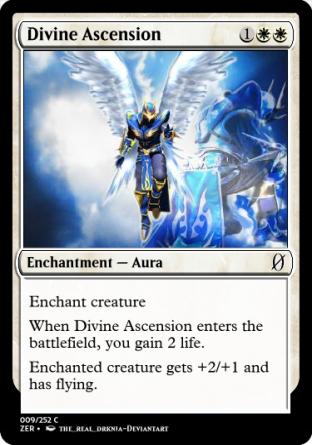 Divine Ascension 1
Enchantment — Aura
Enchant creature
When Divine Ascension enters the
battlefield, you gain 2 life.
Enchanted creature gets +2/+1 and
has flying.
009/252 C
ZER • THE_REAL_DRKNJA-DEVIANTART